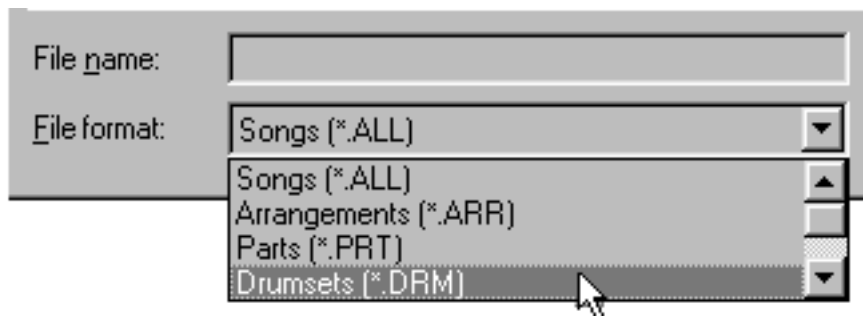 File name:
File format: Songs (*.ALL)
Songs (*.ALL)
Arrangements (*.ARR)
Parts (*.PRT)
Drumsets (*.DRM)